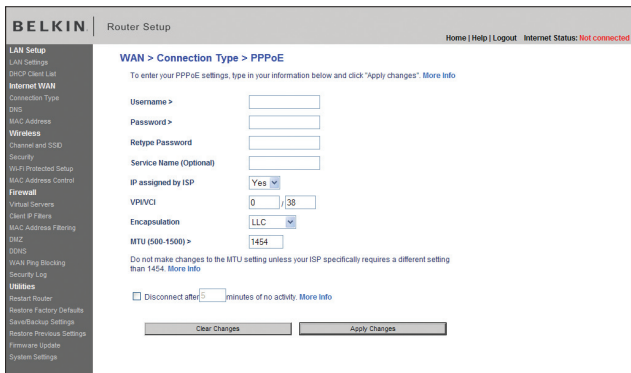 BELKIN
Router Setup
Home | Help | Logout Internet Status: Not connected
LAN Setup
LAN Settings
DHCP Client List
Internet WAN
Connection Type
DNS
MAC Address
Wireless
Channel and SSID
Security
Wi-Fi Protected Setup
MAC Address Control
Firewall
Virtual Servers
Client IP Filters
MAC Address Filtering
DMZ
DDNS
WAN Ping Blocking
Security Log
Utilities
Restart Router
Restore Factory Defaults
Save/Backup Settings
Restore Previous Settings
Firmware Update
System Settings
WAN > Connection Type > PPPoE
To enter your PPPoE settings, type in your information below and click "Apply changes". More Info
Username >
Password >
Retype Password
Service Name (Optional)
IP assigned by ISP Yes
VPI/VCI 0 / 38
Encapsulation LLC
MTU (500-1500) > 1454
Do not make changes to the MTU setting unless your ISP specifically requires a different setting
than 1454. More Info
Disconnect after 5 minutes of no activity. More Info
Clear Changes Apply Changes